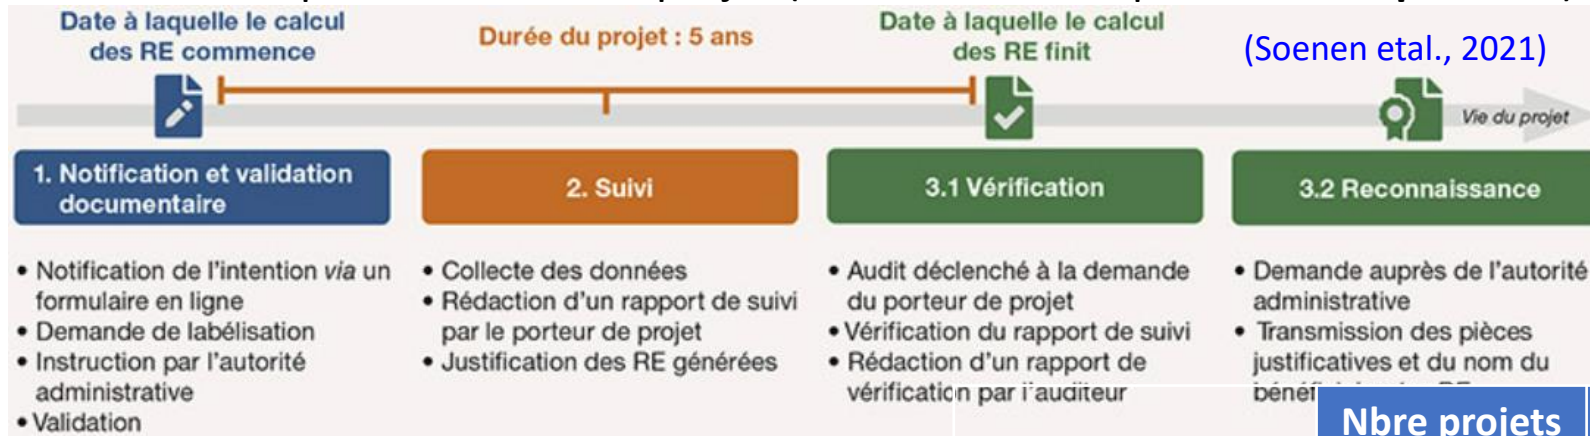 Date à laquelle le calcul
des RE commence
Durée du projet : 5 ans
Date à laquelle le calcul
des RE finit
(Soenen etal., 2021)
Vie du projet
1. Notification et validation
documentaire
2. Suivi
3.1 Vérification
3.2 Reconnaissance
• Notification de l'intention via un
formulaire en ligne
• Demande de labélisation
• Instruction par l'autorité
administrative
• Validation
• Collecte des données
• Rédaction d'un rapport de suivi
par le porteur de projet
• Justification des RE générées
• Audit déclenché à la demande
du porteur de projet
• Vérification du rapport de suivi
• Rédaction d'un rapport de
vérification par l'auditeur
• Demande auprès de l'autorité
administrative
• Transmission des pièces
justificatives et du nom du
Nbre projets